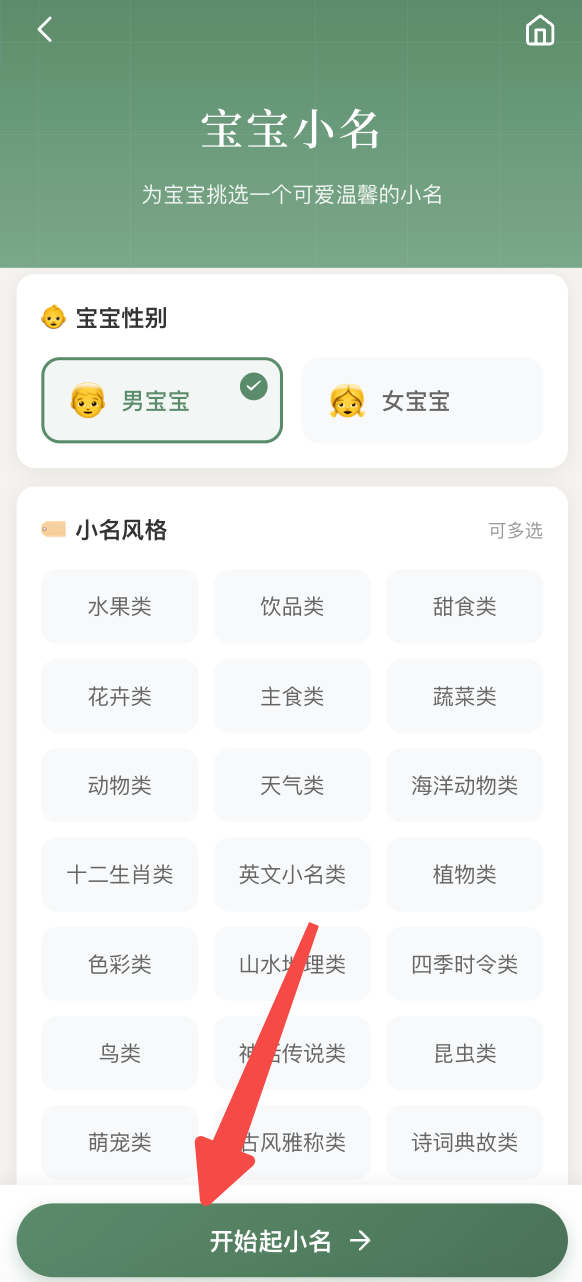 宝宝小名
为宝宝挑选一个可爱温馨的小名
宝宝性别
男宝宝 女宝宝
小名风格 可多选
水果类 饮品类 甜食类
花卉类 主食类 蔬菜类
动物类 天气类 海洋动物类
十二生肖类 英文小名类 植物类
色彩类 山水地理类 四季时令类
鸟类 神话传说类 昆虫类
萌宠类 古风雅称类 诗词典故类
开始起小名 →